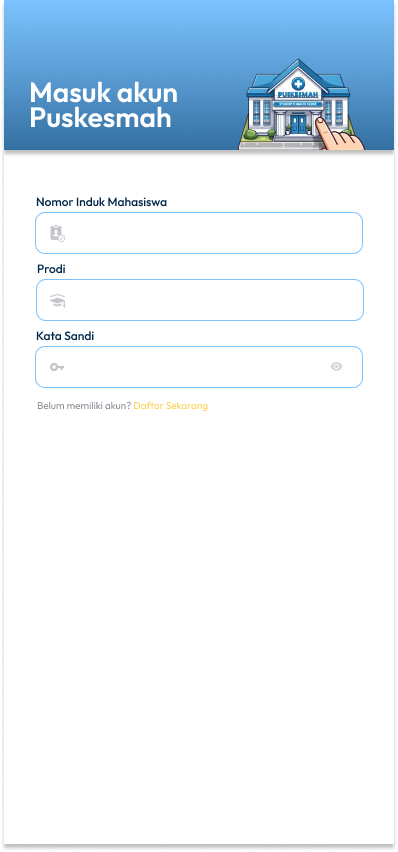 Masuk akun
Puskesmah
PUSKESMAH
Nomor Induk Mahasiswa
Prodi
Kata Sandi
Belum memiliki akun? Daftar Sekarang